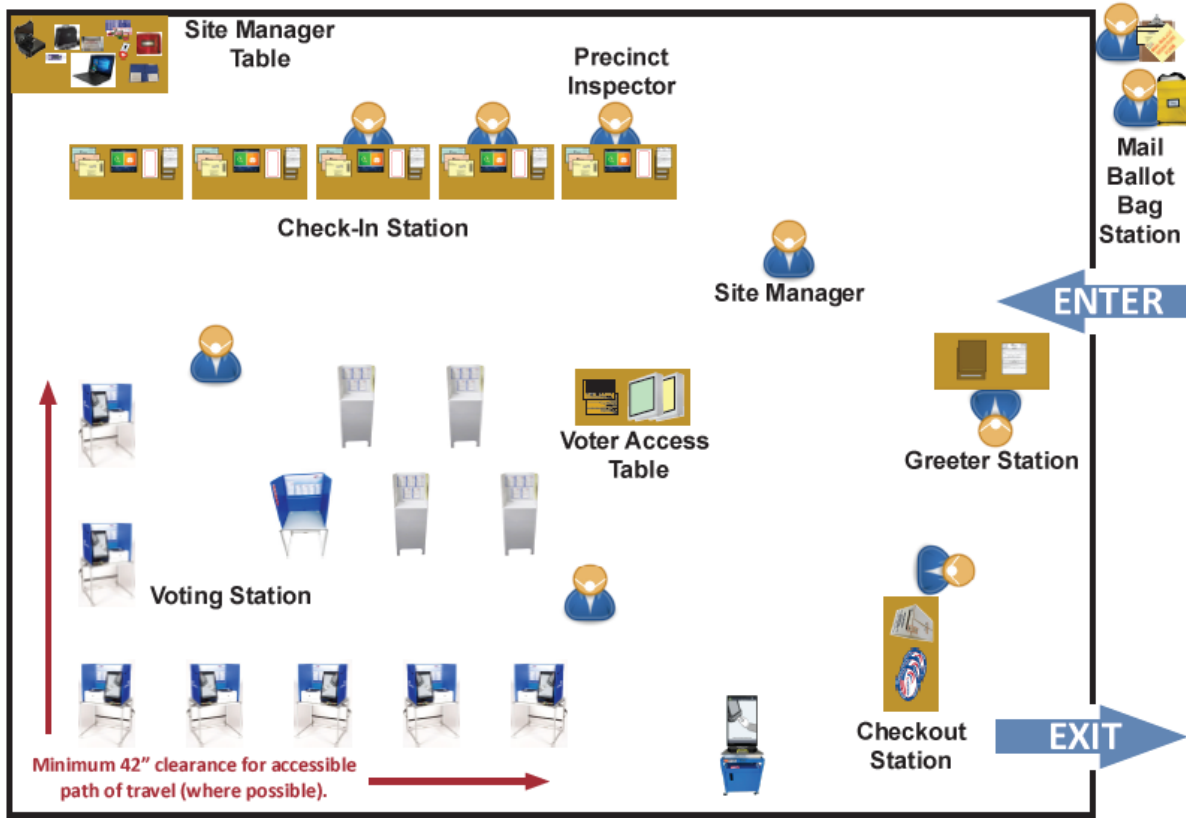 Site Manager
Table
Precinct
Inspector
Mail
Ballot
Bag
Station
Check-In Station
Site Manager
ENTER
Voter Access
Table
Greeter Station
Voting Station
Checkout
Station
EXIT
Minimum 42” clearance for accessible
path of travel (where possible).